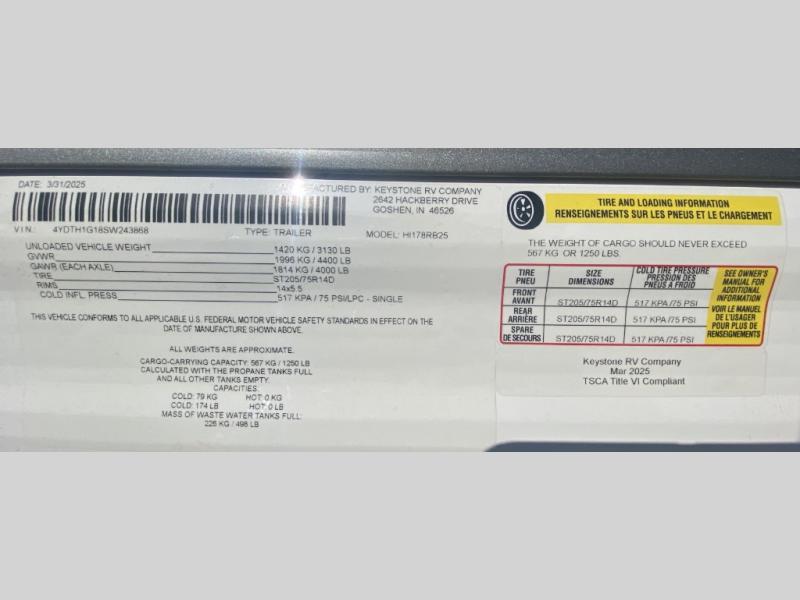 DATE: 3/31/2025
MANUFACTURED BY: KEYSTONE RV COMPANY
2642 HACKBERRY DRIVE
GOSHEN, IN 46526
V I N.: 4YDTH1G18SW243868 TYPE: TRAILER MODEL: HI178RB25
UNLOADED VEHICLE WEIGHT 1420 KG / 3130 LB
GVWR 1996 KG / 4400 LB
GAWR (EACH AXLE) 1814 KG / 4000 LB
TIRE ST205/75R14D
RIMS 14x5.5
COLD INFL PRESS 517 KPA / 75 PSI/LPC - SINGLE
THIS VEHICLE CONFORMS TO ALL APPLICABLE U.S. FEDERAL MOTOR VEHICLE SAFETY STANDARDS IN EFFECT ON THE
DATE OF MANUFACTURE SHOWN ABOVE.
ALL WEIGHTS ARE APPROXIMATE.
CARGO-CARRYING CAPACITY: 567 KG / 1250 LB
CALCULATED WITH THE PROPANE TANKS FULL
AND ALL OTHER TANKS EMPTY.
CAPACITIES:
COLD: 79 KG HOT: 0 KG
COLD: 174 LB HOT: 0 LB
MASS OF WASTE WATER TANKS FULL:
226 KG / 498 LB
TIRE AND LOADING INFORMATION
RENSEIGNEMENTS SUR LES PNEUS ET LE CHARGEMENT
THE WEIGHT OF CARGO SHOULD NEVER EXCEED
567 KG OR 1250 LBS.
TIRE
PNEU
SIZE
DIMENSIONS
COLD TIRE PRESSURE
PRESSION DES
PNEUS A FROID
FRONT
AVANT
ST205/75R14D 517 KPA /75 PSI
REAR
ARRIÈRE
ST205/75R14D 517 KPA /75 PSI
SPARE
DE SECOURS
ST205/75R14D 517 KPA /75 PSI
SEE OWNER'S
MANUAL FOR
ADDITIONAL
INFORMATION
VOIR LE MANUEL
DE L'USAGER
POUR PLUS DE
RENSEIGNEMENTS
Keystone RV Company
Mar 2025
TSCA Title VI Compliant